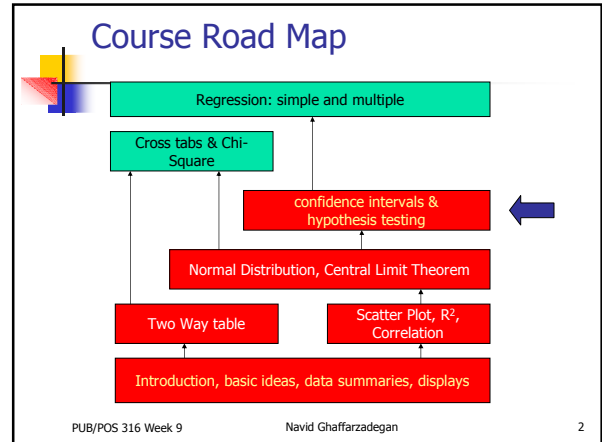 Course Road Map
Regression: simple and multiple
Cross tabs & Chi-
Square
confidence intervals &
hypothesis testing
Normal Distribution, Central Limit Theorem
Two Way table
Scatter Plot, R²,
Correlation
Introduction, basic ideas, data summaries, displays
PUB/POS 316 Week 9
Navid Ghaffarzadegan
2